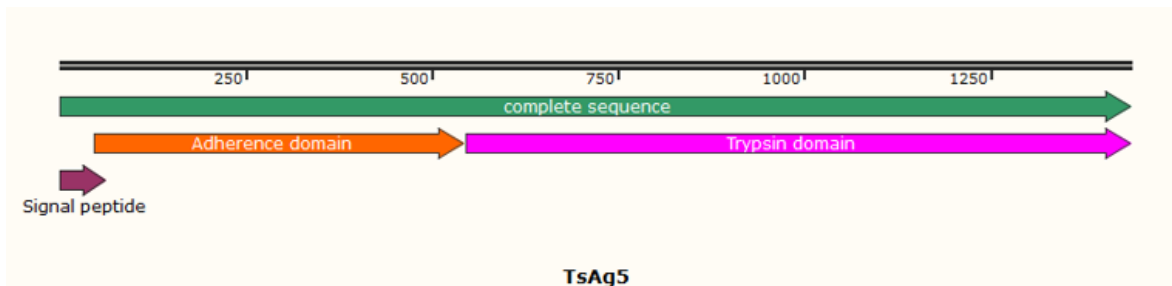 250 500 750 1000 1250
complete sequence
Adherence domain Trypsin domain
Signal peptide
TsAg5